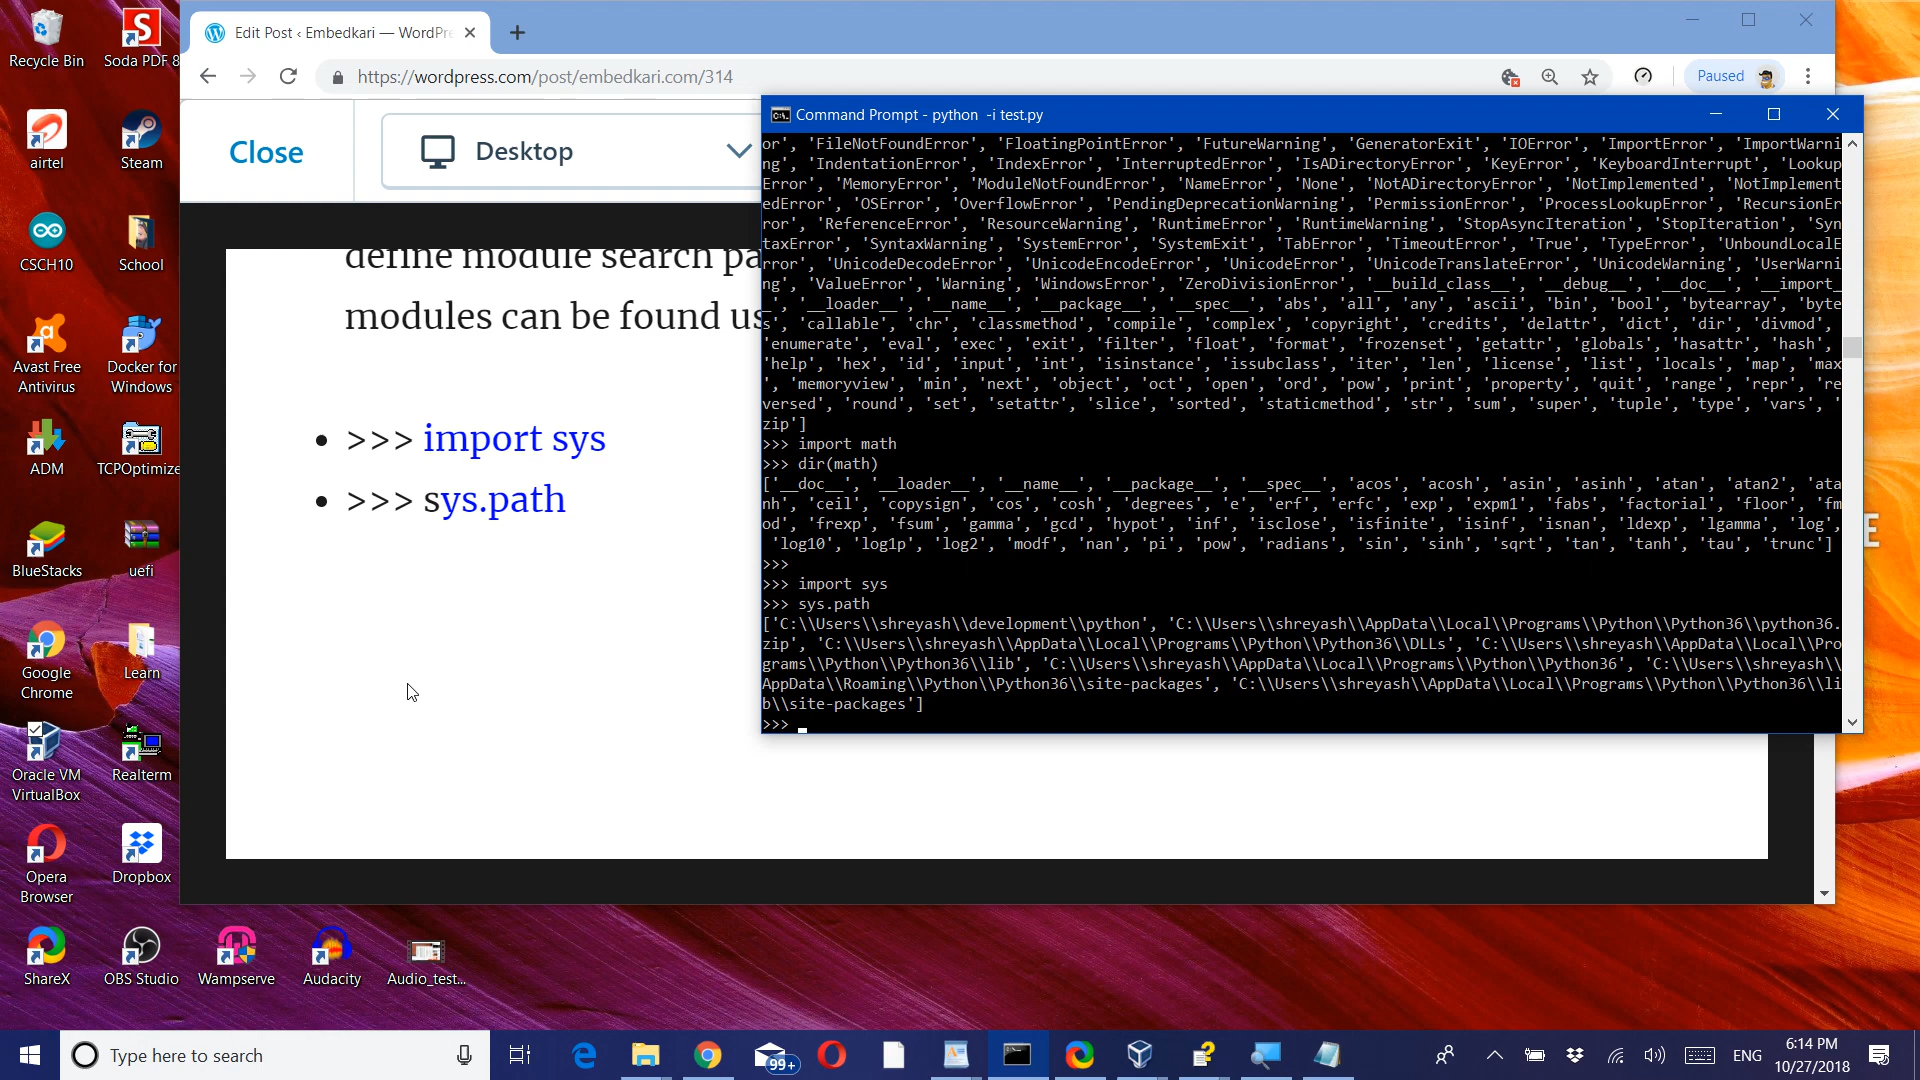 Recycle Bin
Soda PDF 8
airtel
Steam
CSCH10
School
Avast Free
Antivirus
Docker for
Windows
ADM
TCPOptimize
BlueStacks
uefi
Google
Chrome
Learn
Oracle VM
VirtualBox
Realterm
Opera
Browser
Dropbox
ShareX
OBS Studio
Wampserve
Audacity
Audio_test...
Edit Post ‹ Embedkari — WordPre
https://wordpress.com/post/embedkari.com/314
Paused
Close
Desktop
define module search pa
modules can be found us
• >>> import sys
• >>> sys.path
Command Prompt - python  -i test.py
or', 'FileNotFoundError', 'FloatingPointError', 'FutureWarning', 'GeneratorExit', 'IOError', 'ImportError', 'ImportWarni
ng', 'IndentationError', 'IndexError', 'InterruptedError', 'IsADirectoryError', 'KeyError', 'KeyboardInterrupt', 'Lookup
Error', 'MemoryError', 'ModuleNotFoundError', 'NameError', 'None', 'NotADirectoryError', 'NotImplemented', 'NotImplement
edError', 'OSError', 'OverflowError', 'PendingDeprecationWarning', 'PermissionError', 'ProcessLookupError', 'RecursionEr
ror', 'ReferenceError', 'ResourceWarning', 'RuntimeError', 'RuntimeWarning', 'StopAsyncIteration', 'StopIteration', 'Syn
taxError', 'SyntaxWarning', 'SystemError', 'SystemExit', 'TabError', 'TimeoutError', 'True', 'TypeError', 'UnboundLocalE
rror', 'UnicodeDecodeError', 'UnicodeEncodeError', 'UnicodeError', 'UnicodeTranslateError', 'UnicodeWarning', 'UserWarni
ng', 'ValueError', 'Warning', 'WindowsError', 'ZeroDivisionError', '__build_class__', '__debug__', '__doc__', '__import_
_', '__loader__', '__name__', '__package__', '__spec__', 'abs', 'all', 'any', 'ascii', 'bin', 'bool', 'bytearray', 'byte
s', 'callable', 'chr', 'classmethod', 'compile', 'complex', 'copyright', 'credits', 'delattr', 'dict', 'dir', 'divmod',
'enumerate', 'eval', 'exec', 'exit', 'filter', 'float', 'format', 'frozenset', 'getattr', 'globals', 'hasattr', 'hash',
'help', 'hex', 'id', 'input', 'int', 'isinstance', 'issubclass', 'iter', 'len', 'license', 'list', 'locals', 'map', 'max
', 'memoryview', 'min', 'next', 'object', 'oct', 'open', 'ord', 'pow', 'print', 'property', 'quit', 'range', 'repr', 're
versed', 'round', 'set', 'setattr', 'slice', 'sorted', 'staticmethod', 'str', 'sum', 'super', 'tuple', 'type', 'vars', '
zip']
>>> import math
>>> dir(math)
['__doc__', '__loader__', '__name__', '__package__', '__spec__', 'acos', 'acosh', 'asin', 'asinh', 'atan', 'atan2', 'ata
nh', 'ceil', 'copysign', 'cos', 'cosh', 'degrees', 'e', 'erf', 'erfc', 'exp', 'expm1', 'fabs', 'factorial', 'floor', 'fm
od', 'frexp', 'fsum', 'gamma', 'gcd', 'hypot', 'inf', 'isclose', 'isfinite', 'isinf', 'isnan', 'ldexp', 'lgamma', 'log',
'log10', 'log1p', 'log2', 'modf', 'nan', 'pi', 'pow', 'radians', 'sin', 'sinh', 'sqrt', 'tan', 'tanh', 'tau', 'trunc']
>>>
>>> import sys
>>> sys.path
['C:\\Users\\shreyash\\development\\python', 'C:\\Users\\shreyash\\AppData\\Local\\Programs\\Python\\Python36\\python36.
zip', 'C:\\Users\\shreyash\\AppData\\Local\\Programs\\Python\\Python36\\DLLs', 'C:\\Users\\shreyash\\AppData\\Local\\Pro
grams\\Python\\Python36\\lib', 'C:\\Users\\shreyash\\AppData\\Local\\Programs\\Python\\Python36', 'C:\\Users\\shreyash\\
AppData\\Roaming\\Python\\Python36\\site-packages', 'C:\\Users\\shreyash\\AppData\\Local\\Programs\\Python\\Python36\\li
b\\site-packages']
>>>
E
Type here to search
99+
ENG
6:14 PM
10/27/2018